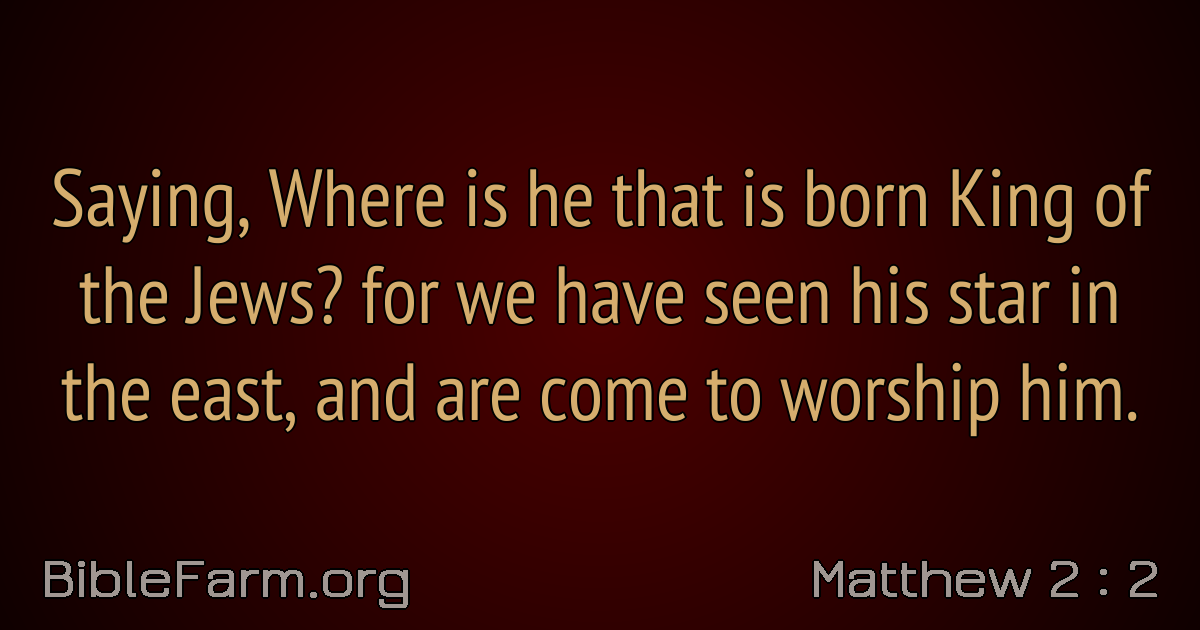 Saying, Where is he that is born King of
the Jews? for we have seen his star in
the east, and are come to worship him.
BibleFarm.org
Matthew 2 : 2